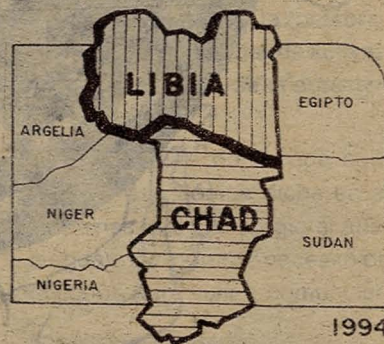 LIBIA
EGIPTO
ARGELIA
NIGER
CHAD
SUDAN
NIGERIA
1994